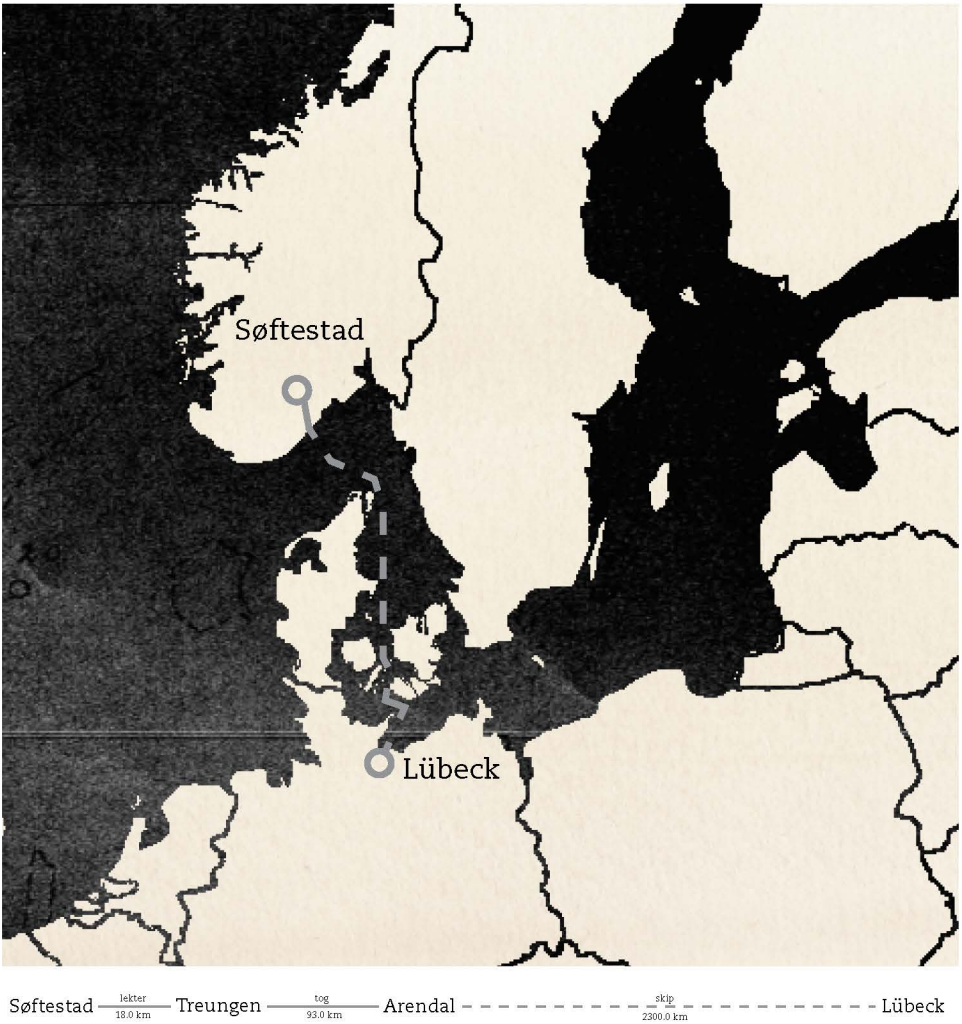 Søftestad
Lübeck
lekter tog skip
Søftestad Treungen Arendal Lübeck
18.0 km 93.0 km 2300.0 km